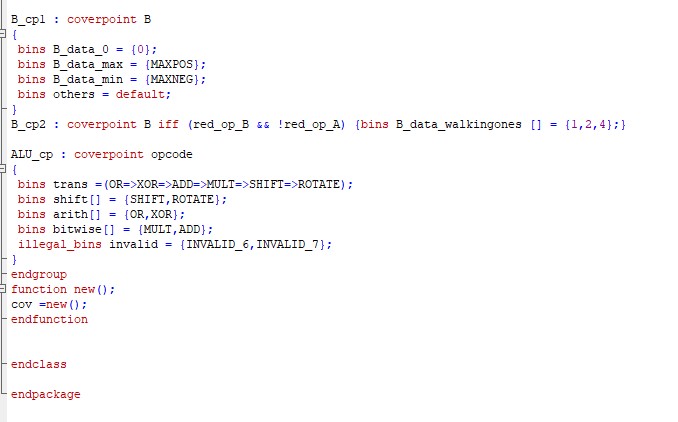 B_cp1 : coverpoint B
{
bins B_data_0 = {0};
bins B_data_max = {MAXPOS};
bins B_data_min = {MAXNEG};
bins others = default;
}
B_cp2 : coverpoint B iff (red_op_B && !red_op_A) {bins B_data_walkingones [] = {1,2,4};}
ALU_cp : coverpoint opcode
{
bins trans =(OR=>XOR=>ADD=>MULT=>SHIFT=>ROTATE);
bins shift[] = {SHIFT,ROTATE};
bins arith[] = {OR,XOR};
bins bitwise[] = {MULT,ADD};
illegal_bins invalid = {INVALID_6,INVALID_7};
}
endgroup
function new();
cov =new();
endfunction
endclass
endpackage